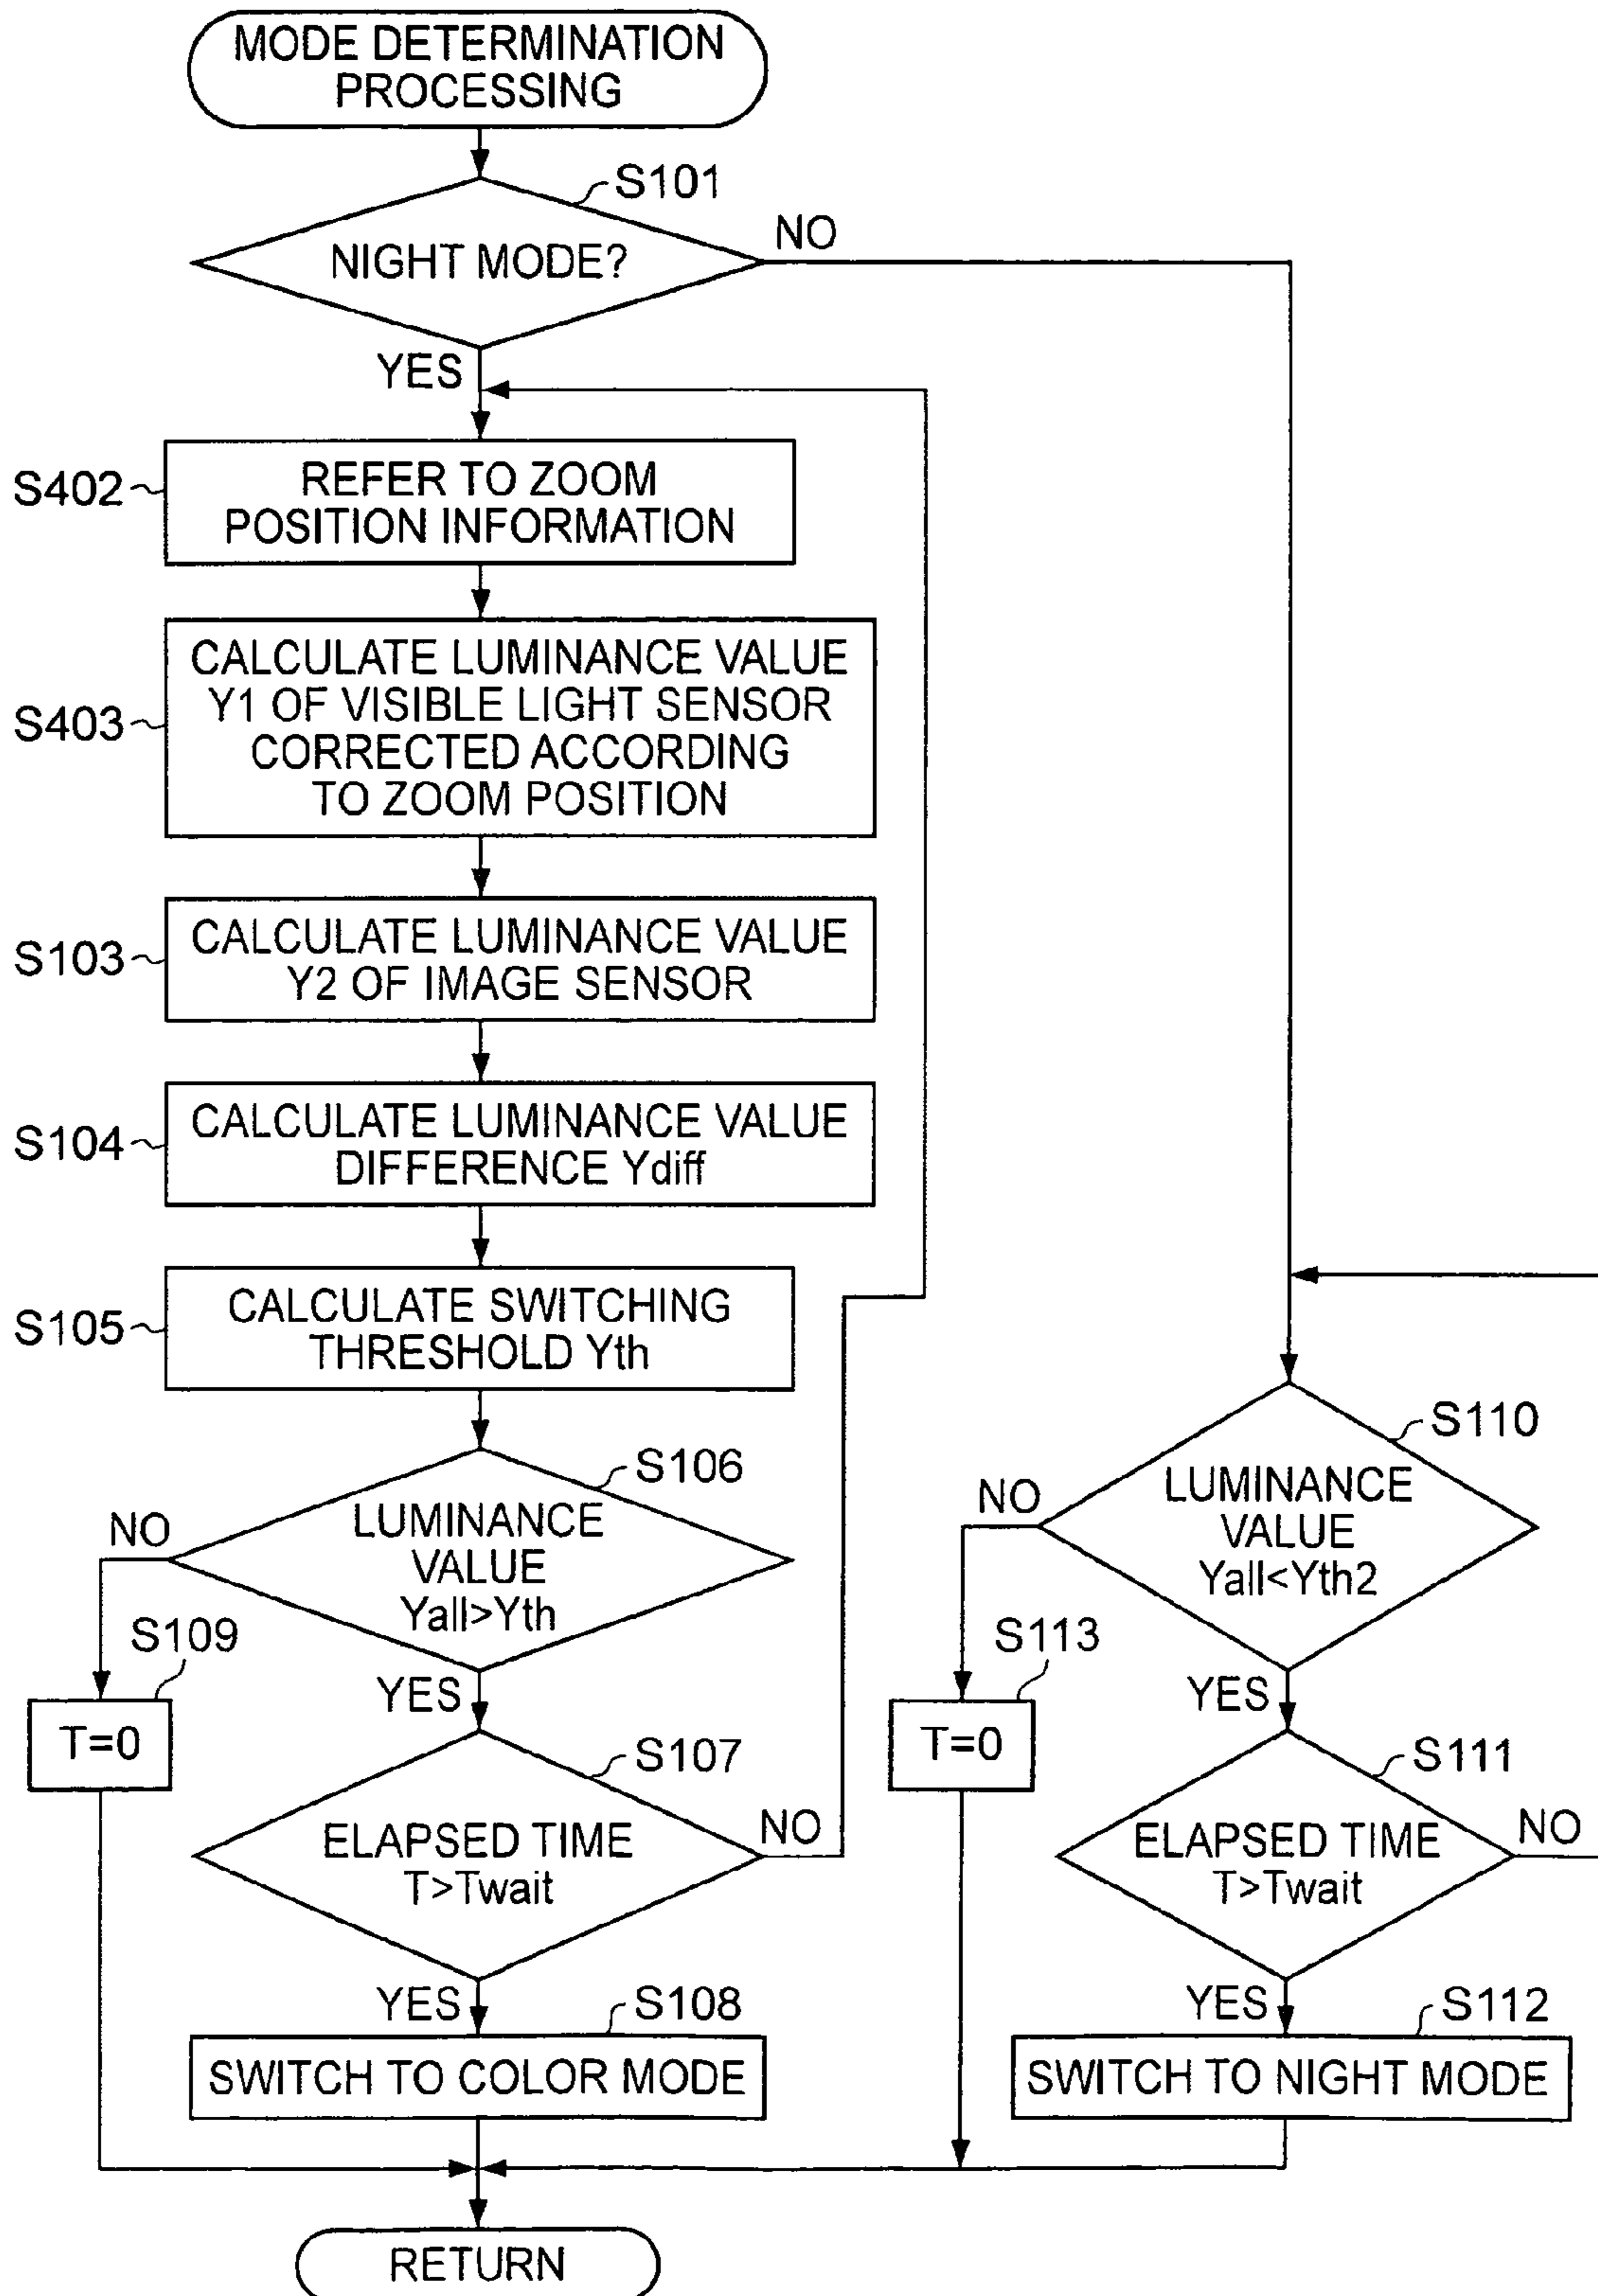 MODE DETERMINATION
PROCESSING
S101
NIGHT MODE?
NO
YES
S402
REFER TO ZOOM
POSITION INFORMATION
S403
CALCULATE LUMINANCE VALUE
Y1 OF VISIBLE LIGHT SENSOR
CORRECTED ACCORDING
TO ZOOM POSITION
S103
CALCULATE LUMINANCE VALUE
Y2 OF IMAGE SENSOR
S104
CALCULATE LUMINANCE VALUE
DIFFERENCE Ydiff
S105
CALCULATE SWITCHING
THRESHOLD Yth
S106
LUMINANCE
VALUE
Yall>Yth
NO
YES
S109
T=0
S107
ELAPSED TIME
T>Twait
NO
YES
S108
SWITCH TO COLOR MODE
S110
LUMINANCE
VALUE
Yall<Yth2
NO
YES
S113
T=0
S111
ELAPSED TIME
T>Twait
NO
YES
S112
SWITCH TO NIGHT MODE
RETURN